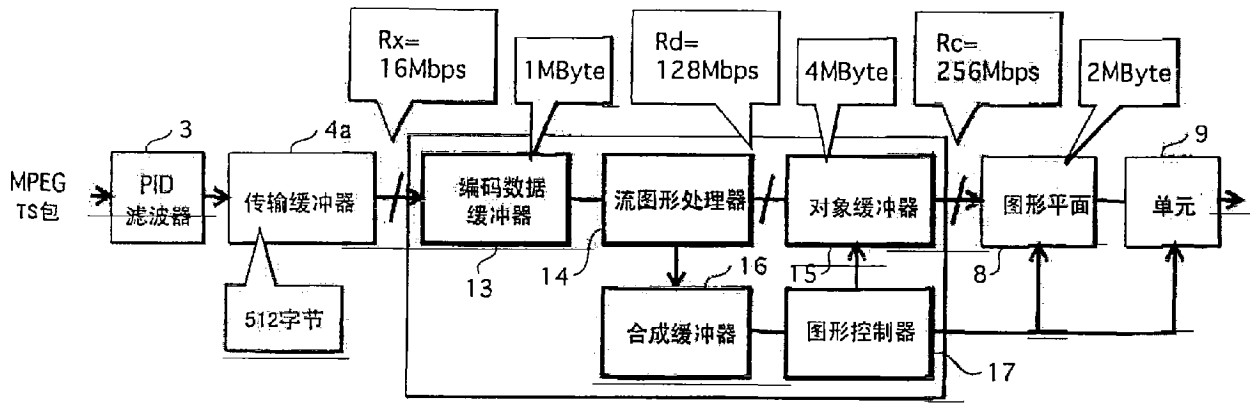 Rx=
16Mbps
1MByte
Rd=
128Mbps
4MByte
Rc=
256Mbps
2MByte
3
4a
9
MPEG
TS包
PID
滤波器
传输缓冲器
编码数据
缓冲器
流图形处理器
对象缓冲器
图形平面
单元
13
14
16
15
8
512字节
合成缓冲器
图形控制器
17